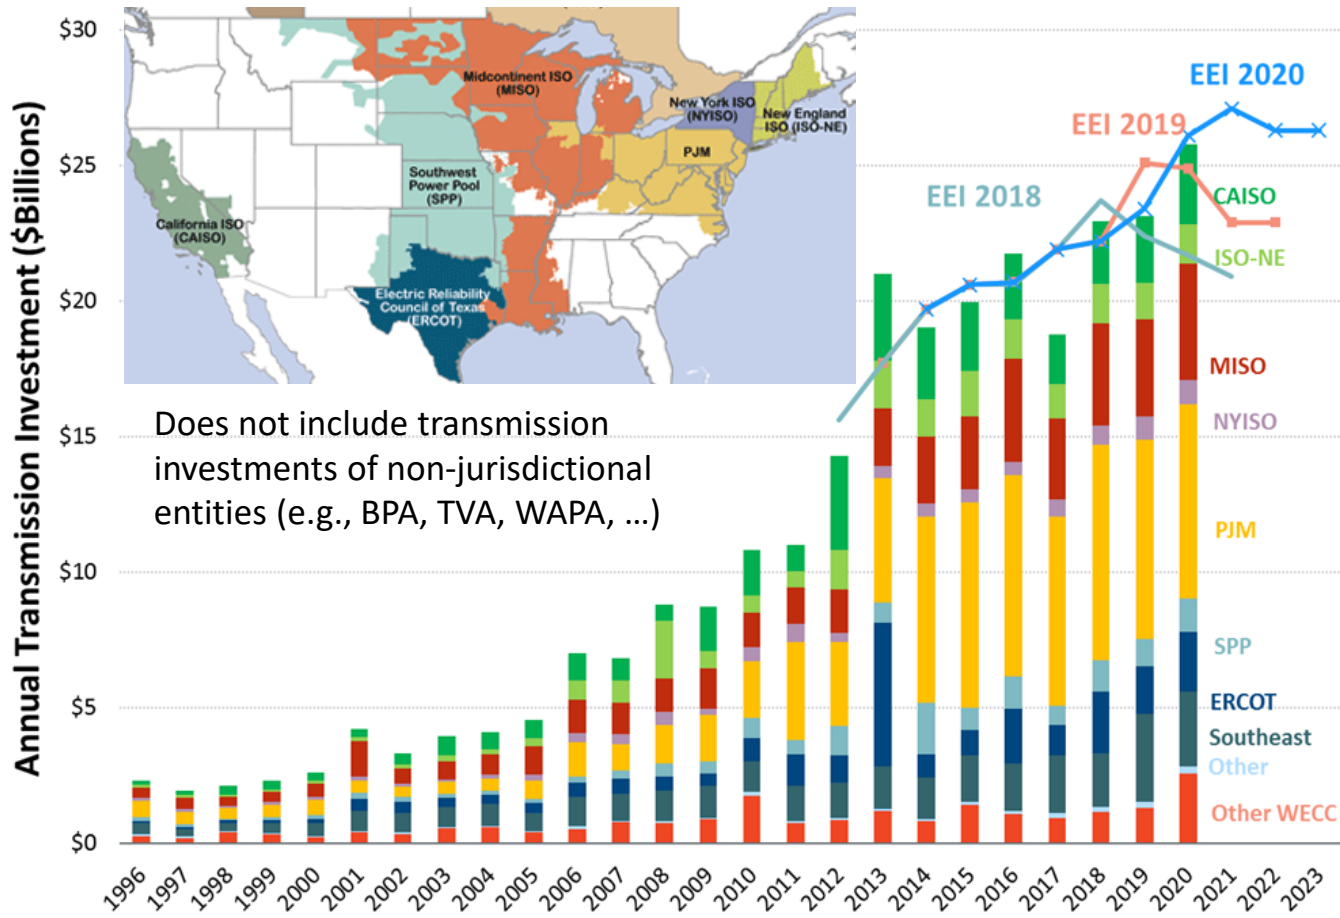 Annual Transmission Investment ($Billions)
$30
$25
$20
$15
$10
$5
$0
Midcontinent ISO
(MISO)
New York ISO
(NYISO)
New England
ISO (ISO-NE)
PJM
Southwest
Power Pool
(SPP)
California ISO
(CAISO)
Electric Reliability
Council of Texas
(ERCOT)
Does not include transmission
investments of non-jurisdictional
entities (e.g., BPA, TVA, WAPA, …)
EEI 2020
EEI 2019
EEI 2018
CAISO
ISO-NE
MISO
NYISO
PJM
SPP
ERCOT
Southeast
Other
Other WECC
1996
1997
1998
1999
2000
2001
2002
2003
2004
2005
2006
2007
2008
2009
2010
2011
2012
2013
2014
2015
2016
2017
2018
2019
2020
2021
2022
2023